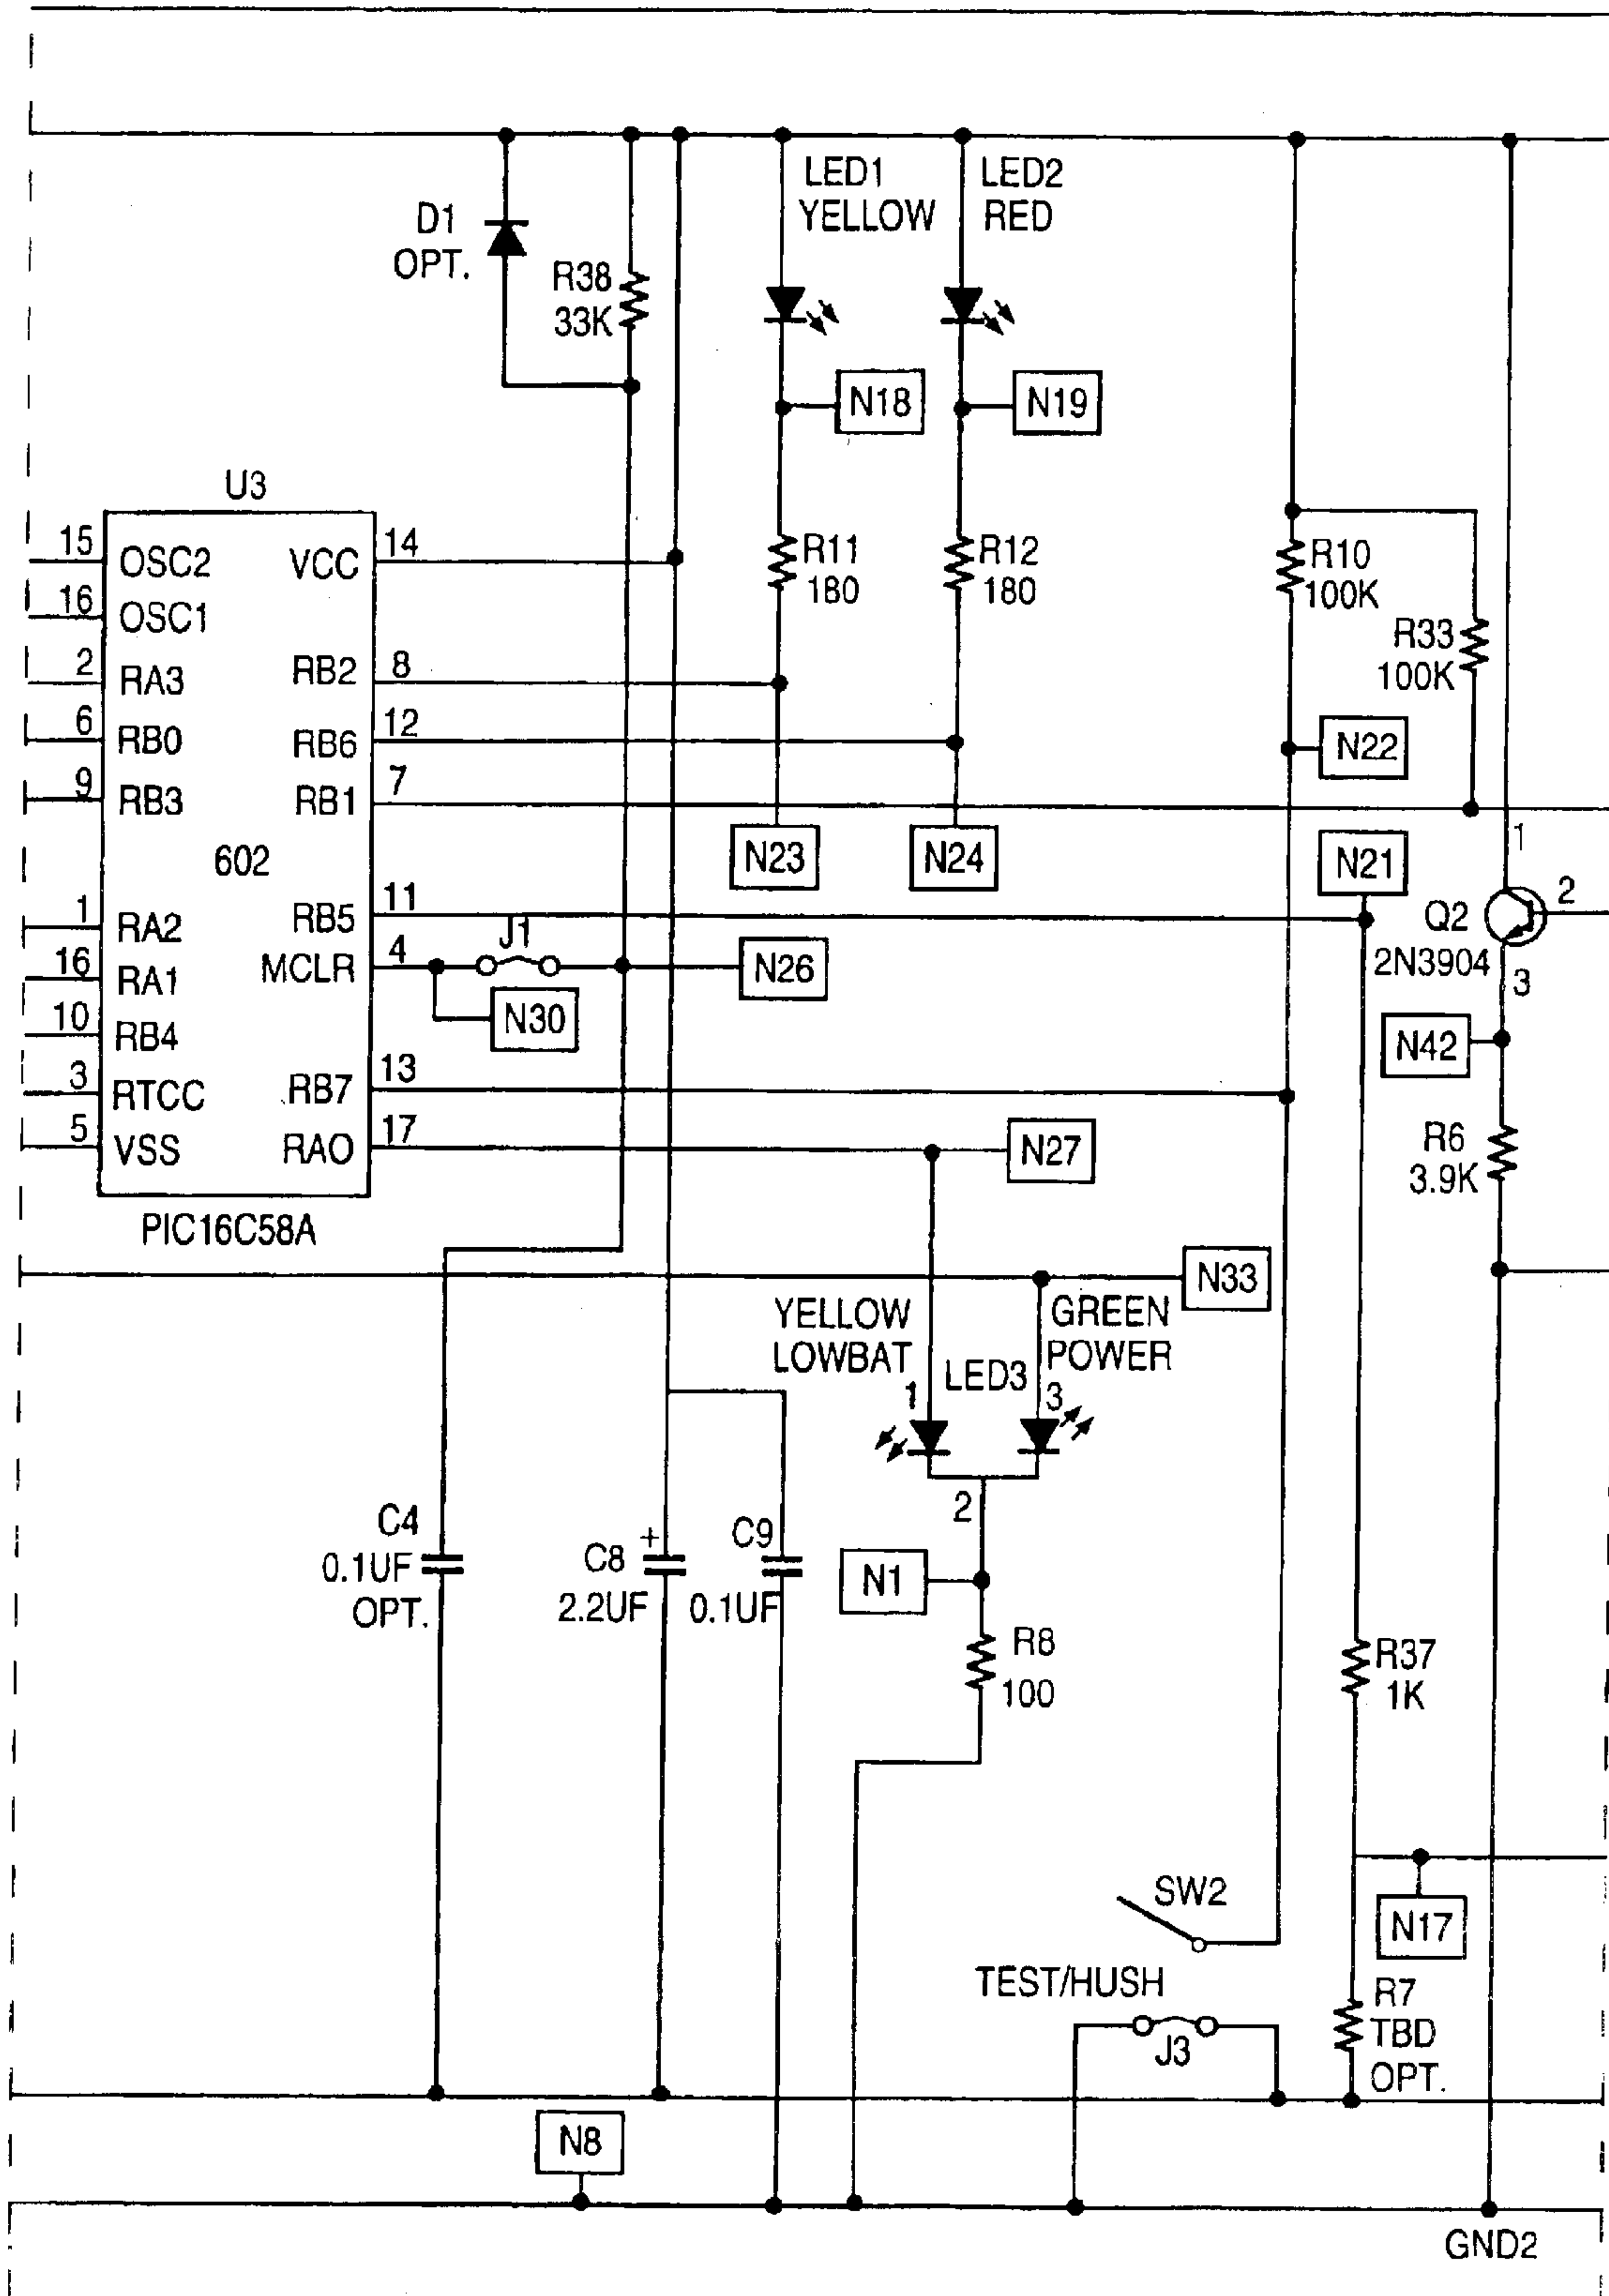 LED1
YELLOW
LED2
RED
D1
OPT.
R38
33K
N18
N19
U3
15
OSC2
VCC
14
16
OSC1
2
RA3
RB2
8
6
RB0
RB6
12
9
RB3
RB1
7
602
1
RA2
RB5
11
16
RA1
MCLR
4
J1
10
RB4
3
RTCC
RB7
13
5
VSS
RAO
17
PIC16C58A
R11
180
R12
180
R10
100K
R33
100K
N22
N23
N24
N21
1
Q2
2
2N3904
3
N26
N30
N42
N27
R6
3.9K
N33
YELLOW
LOWBAT
GREEN
POWER
1
LED3
3
2
C4
0.1UF
OPT.
+
C8
2.2UF
C9
0.1UF
N1
R8
100
R37
1K
SW2
N17
TEST/HUSH
J3
R7
TBD
OPT.
N8
GND2